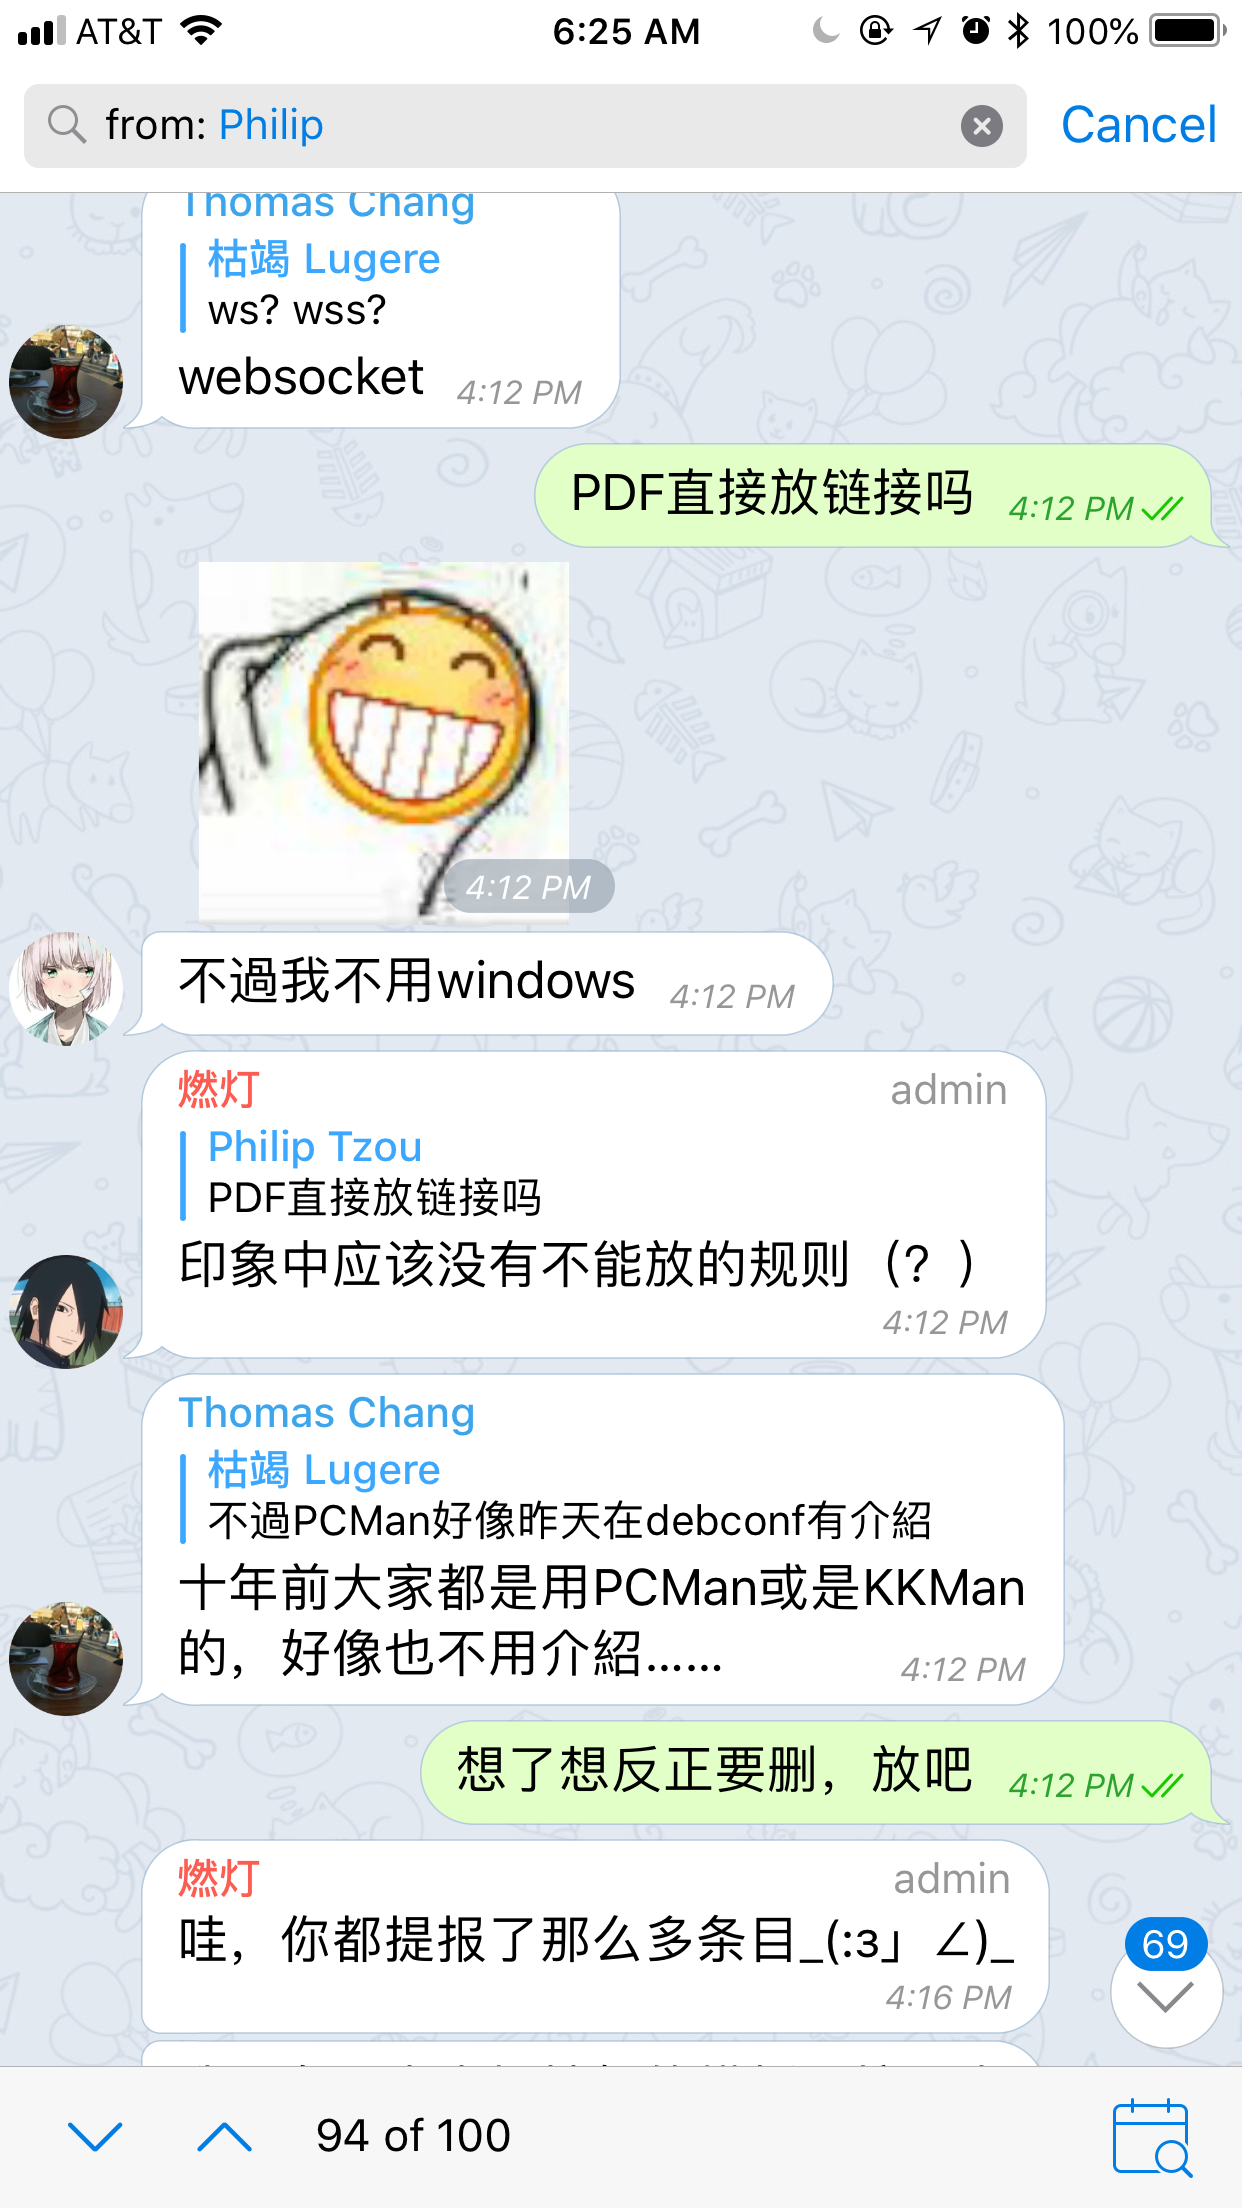 AT&T 6:25 AM 100%
from: Philip Cancel
Thomas Chang
枯竭 Lugere
ws? wss?
websocket 4:12 PM
PDF直接放链接吗 4:12 PM
4:12 PM
不過我不用windows 4:12 PM
燃灯 admin
Philip Tzou
PDF直接放链接吗
印象中应该没有不能放的规则（？）
4:12 PM
Thomas Chang
枯竭 Lugere
不過PCMan好像昨天在debconf有介紹
十年前大家都是用PCMan或是KKMan
的，好像也不用介紹…… 4:12 PM
想了想反正要删，放吧 4:12 PM
燃灯 admin
哇，你都提报了那么多条目_(:з」∠)_
4:16 PM
69
94 of 100